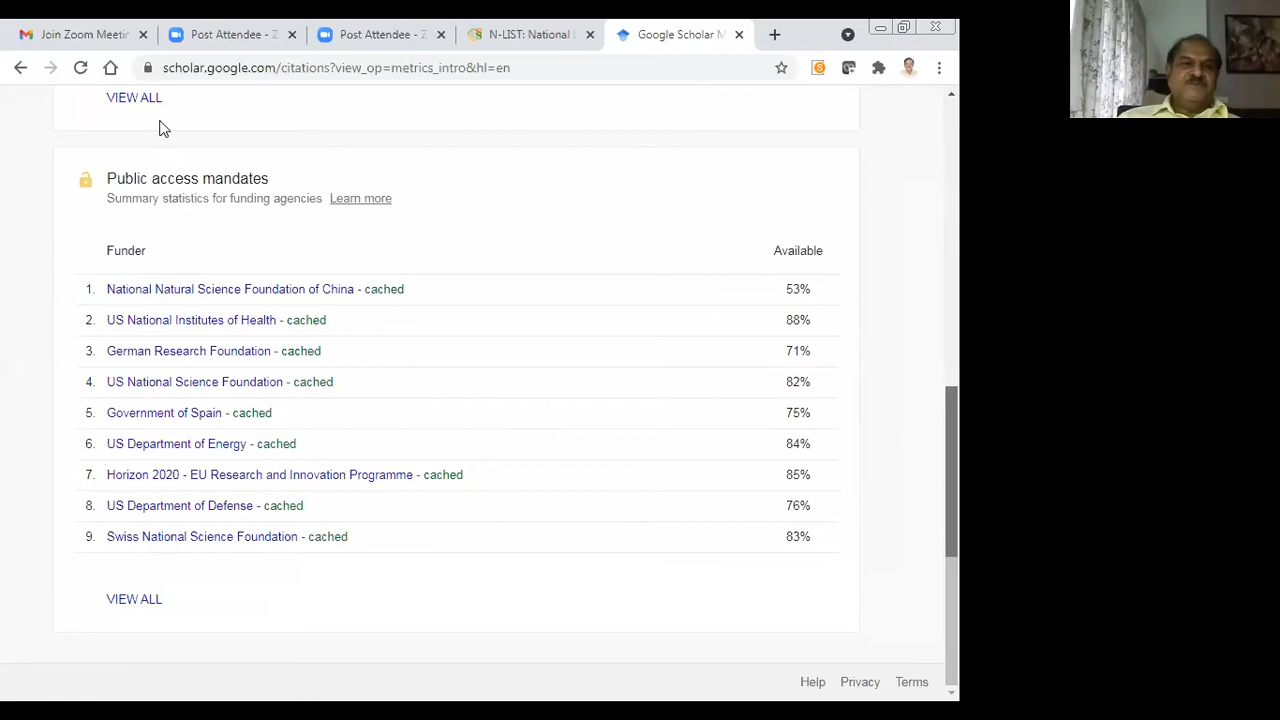 Join Zoom Meetin
Post Attendee - Z
Post Attendee - Z
N-LIST: National L
Google Scholar M
scholar.google.com/citations?view_op=metrics_intro&hl=en
VIEW ALL
Public access mandates
Summary statistics for funding agencies Learn more
Funder Available
1. National Natural Science Foundation of China - cached 53%
2. US National Institutes of Health - cached 88%
3. German Research Foundation - cached 71%
4. US National Science Foundation - cached 82%
5. Government of Spain - cached 75%
6. US Department of Energy - cached 84%
7. Horizon 2020 - EU Research and Innovation Programme - cached 85%
8. US Department of Defense - cached 76%
9. Swiss National Science Foundation - cached 83%
VIEW ALL
Help Privacy Terms